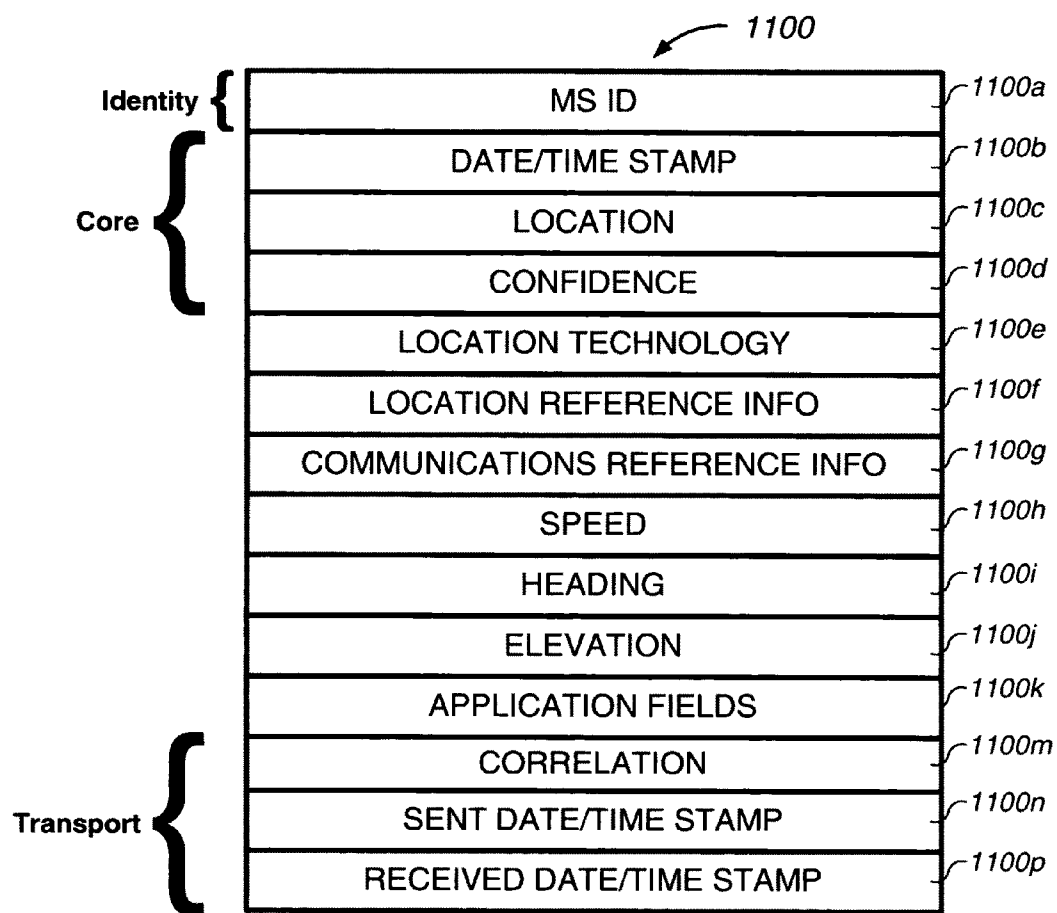 1100
Identity { MS ID 1100a
DATE/TIME STAMP 1100b
Core { LOCATION 1100c
CONFIDENCE 1100d
LOCATION TECHNOLOGY 1100e
LOCATION REFERENCE INFO 1100f
COMMUNICATIONS REFERENCE INFO 1100g
SPEED 1100h
HEADING 1100i
ELEVATION 1100j
APPLICATION FIELDS 1100k
CORRELATION 1100m
Transport { SENT DATE/TIME STAMP 1100n
RECEIVED DATE/TIME STAMP 1100p